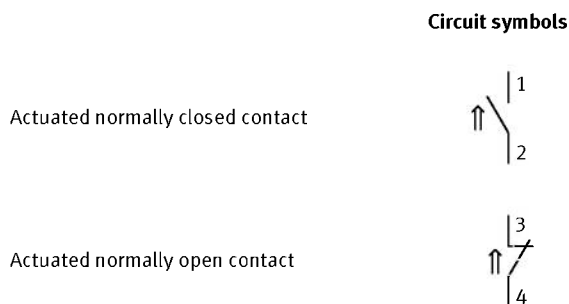 Circuit symbols
1
Actuated normally closed contact
2
3
Actuated normally open contact
4